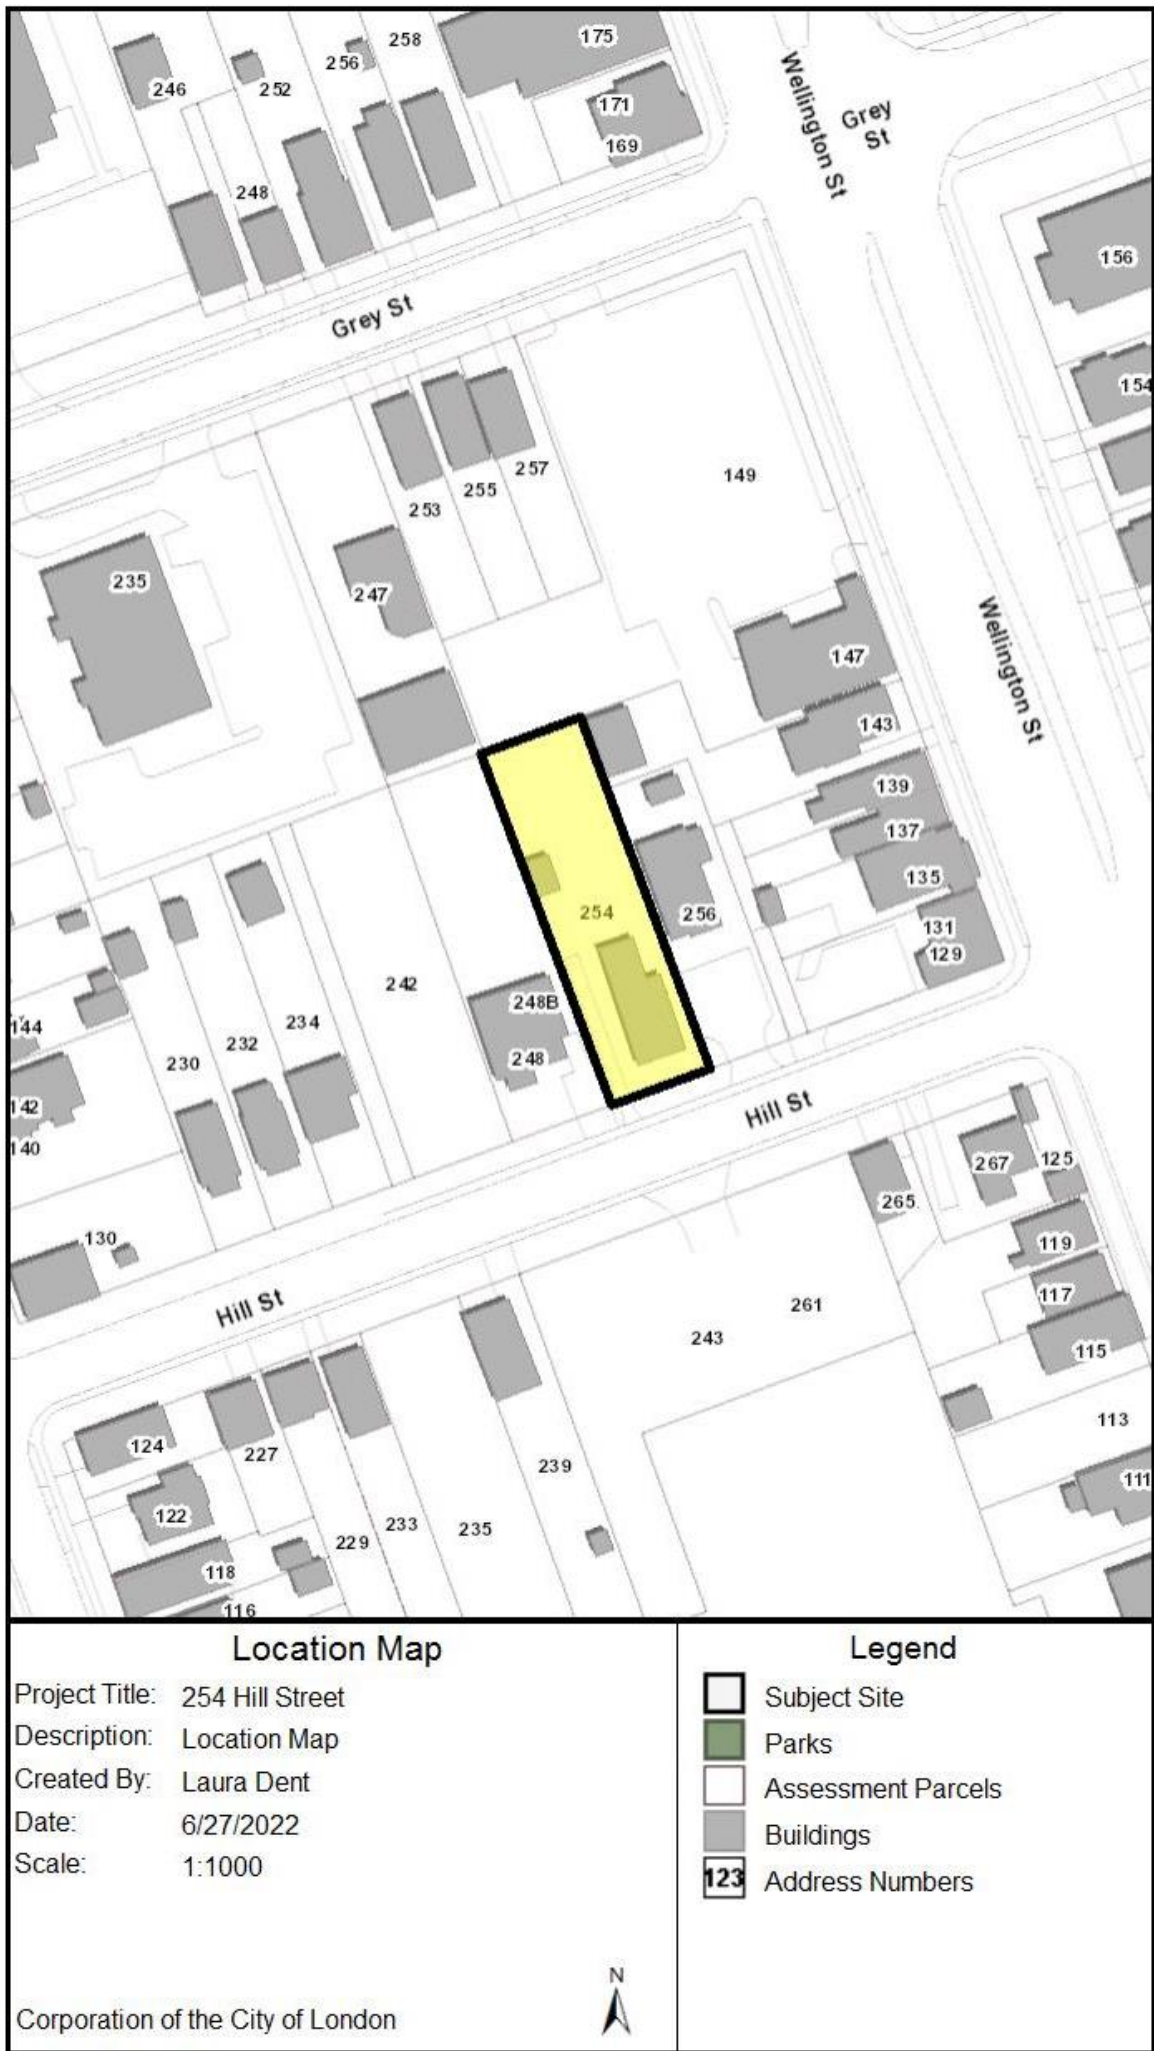 258
175
256
246
252
171
Grey
St
169
Wellington St
248
156
Grey St
154
149
257
255
253
235
247
Wellington St
147
143
139
137
135
254
256
131
129
242
248B
248
234
232
230
144
142
140
Hill St
267
125
265
130
119
117
Hill St
261
243
115
113
124
227
239
111
122
229
233
235
118
116
Location Map
Project Title: 254 Hill Street
Description: Location Map
Created By: Laura Dent
Date: 6/27/2022
Scale: 1:1000
N
Corporation of the City of London
Legend
Subject Site
Parks
Assessment Parcels
Buildings
123 Address Numbers